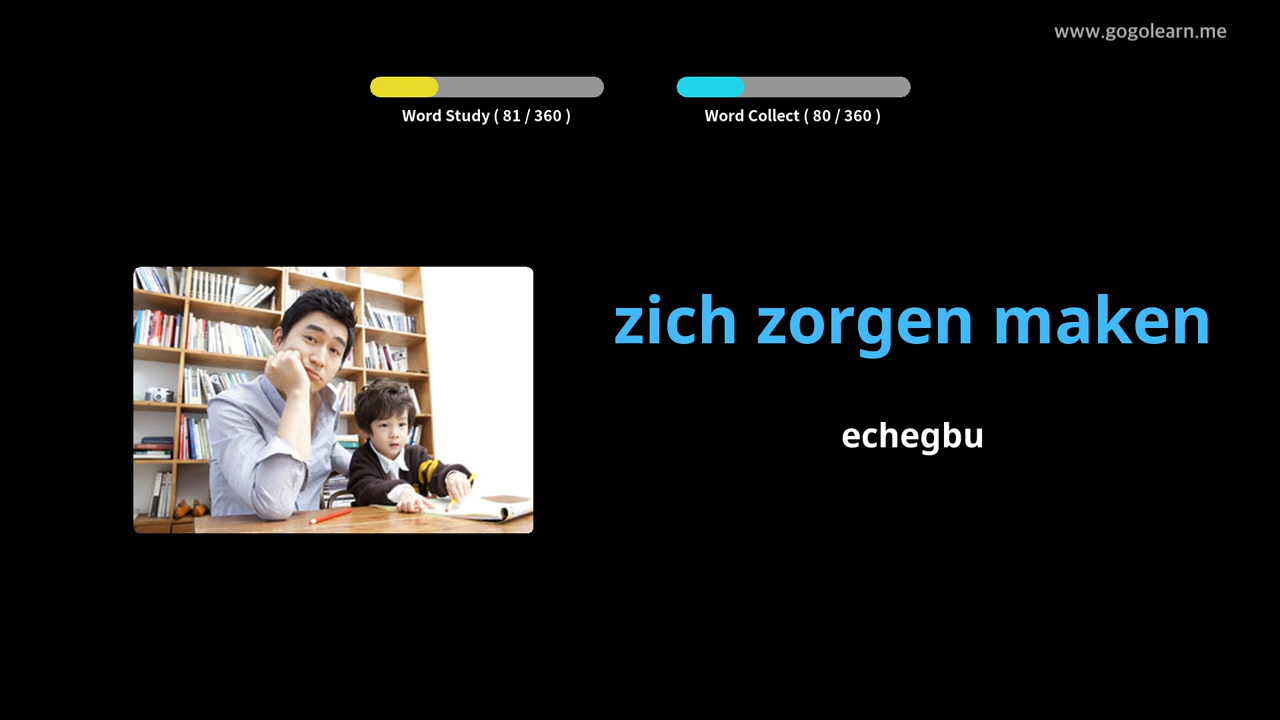 www.gogolearn.me
Word Study ( 81 / 360 )
Word Collect ( 80 / 360 )
zich zorgen maken
echegbu